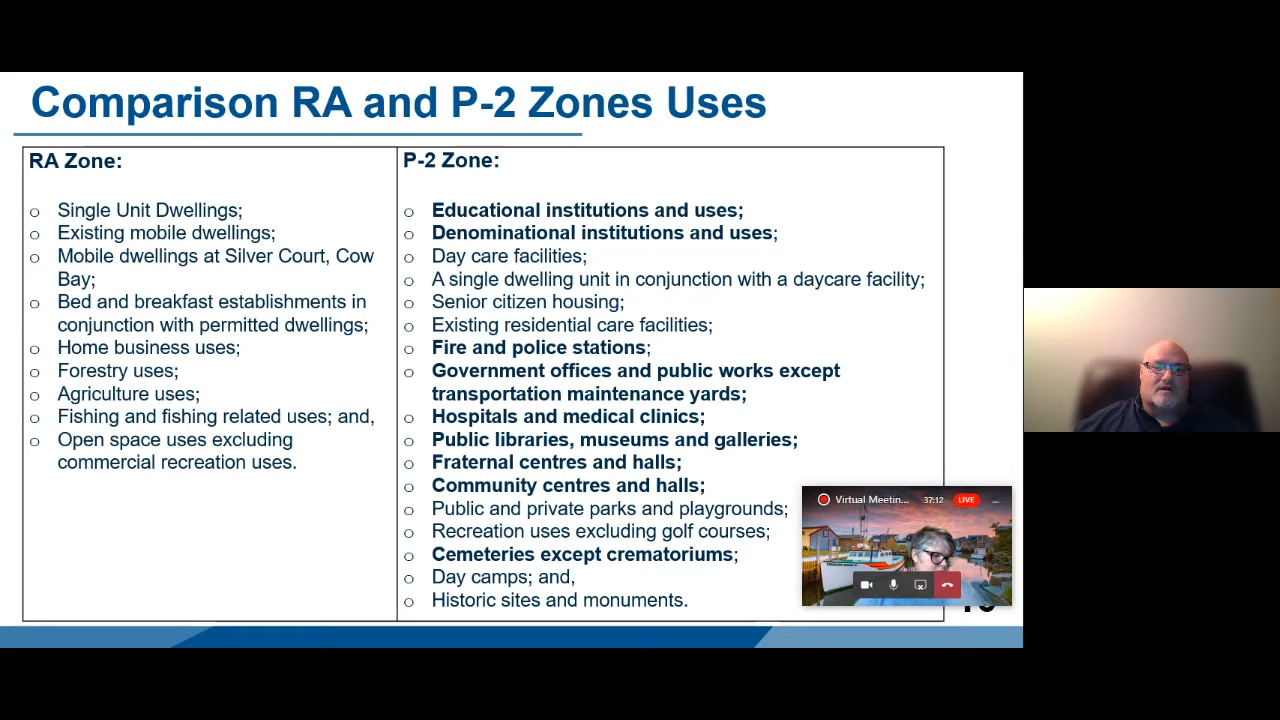 Comparison RA and P-2 Zones Uses
RA Zone:
o Single Unit Dwellings;
o Existing mobile dwellings;
o Mobile dwellings at Silver Court, Cow
Bay;
o Bed and breakfast establishments in
conjunction with permitted dwellings;
o Home business uses;
o Forestry uses;
o Agriculture uses;
o Fishing and fishing related uses; and,
o Open space uses excluding
commercial recreation uses.
P-2 Zone:
o Educational institutions and uses;
o Denominational institutions and uses;
o Day care facilities;
o A single dwelling unit in conjunction with a daycare facility;
o Senior citizen housing;
o Existing residential care facilities;
o Fire and police stations;
o Government offices and public works except
transportation maintenance yards;
o Hospitals and medical clinics;
o Public libraries, museums and galleries;
o Fraternal centres and halls;
o Community centres and halls;
o Public and private parks and playgrounds;
o Recreation uses excluding golf courses;
o Cemeteries except crematoriums;
o Day camps; and,
o Historic sites and monuments.
Virtual Meetin... 37:12 LIVE